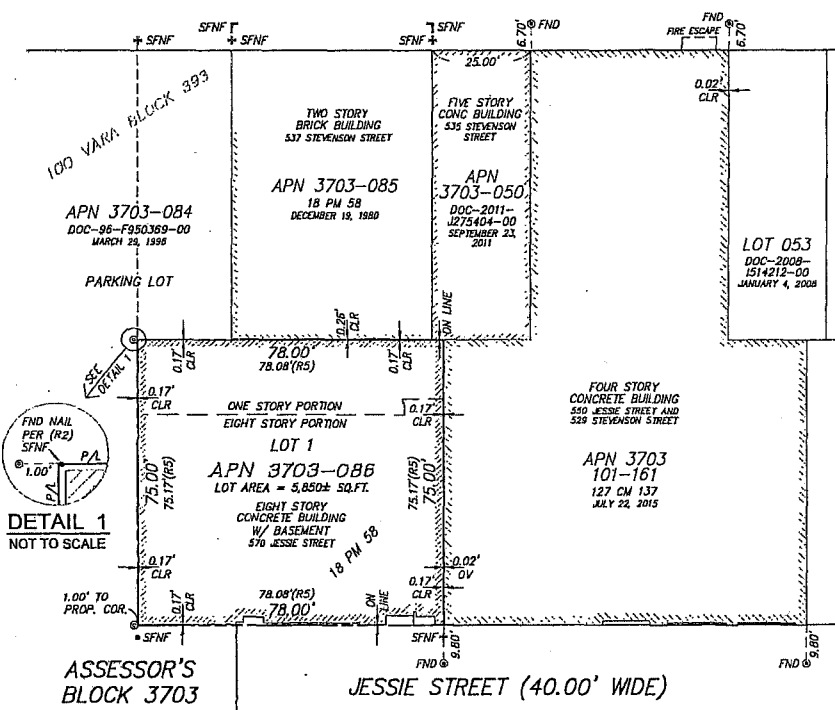 SFNF
SFNF
SFNF
SFNF
SFNF
6.70'
FND
FND
6.70'
FIRE ESCAPE
25.00'
0.02'
CLR
100 VARA BLOCK 393
TWO STORY
BRICK BUILDING
537 STEVENSON STREET
APN 3703-085
18 PM 58
DECEMBER 19, 1980
FIVE STORY
CONC BUILDING
535 STEVENSON
STREET
APN
3703-050
DOC-2011-
J275404-00
SEPTEMBER 23,
2011
APN 3703-084
DOC-96-F950369-00
PARKING LOT
LOT 053
DOC-2008-
I514212-00
JANUARY 4, 2008
ON LINE
0.26'
CLR
0.17'
CLR
78.00'
78.08'(R5)
0.17'
CLR
SEE
DETAIL 1
0.17'
CLR
ONE STORY PORTION
EIGHT STORY PORTION
0.17'
CLR
LOT 1
APN 3703-086
LOT AREA = 5,850± SQ.FT.
EIGHT STORY
CONCRETE BUILDING
W/ BASEMENT
570 JESSIE STREET
75.00'
75.17'(R5)
75.17'(R5)
75.00'
18 PM 58
FOUR STORY
CONCRETE BUILDING
550 JESSIE STREET AND
529 STEVENSON STREET
APN 3703
101-161
127 CM 137
JULY 22, 2015
FND NAIL
PER (R2)
SFNF
P/L
1.00'
P/L
DETAIL 1
NOT TO SCALE
0.17'
CLR
0.02'
OV
0.17'
CLR
1.00' TO
PROP. COR.
0.17'
CLR
78.08'(R5)
78.00'
ON
LINE
SFNF
SFNF
FND
9.80'
FND
9.80'
ASSESSOR'S
BLOCK 3703
JESSIE STREET (40.00' WIDE)